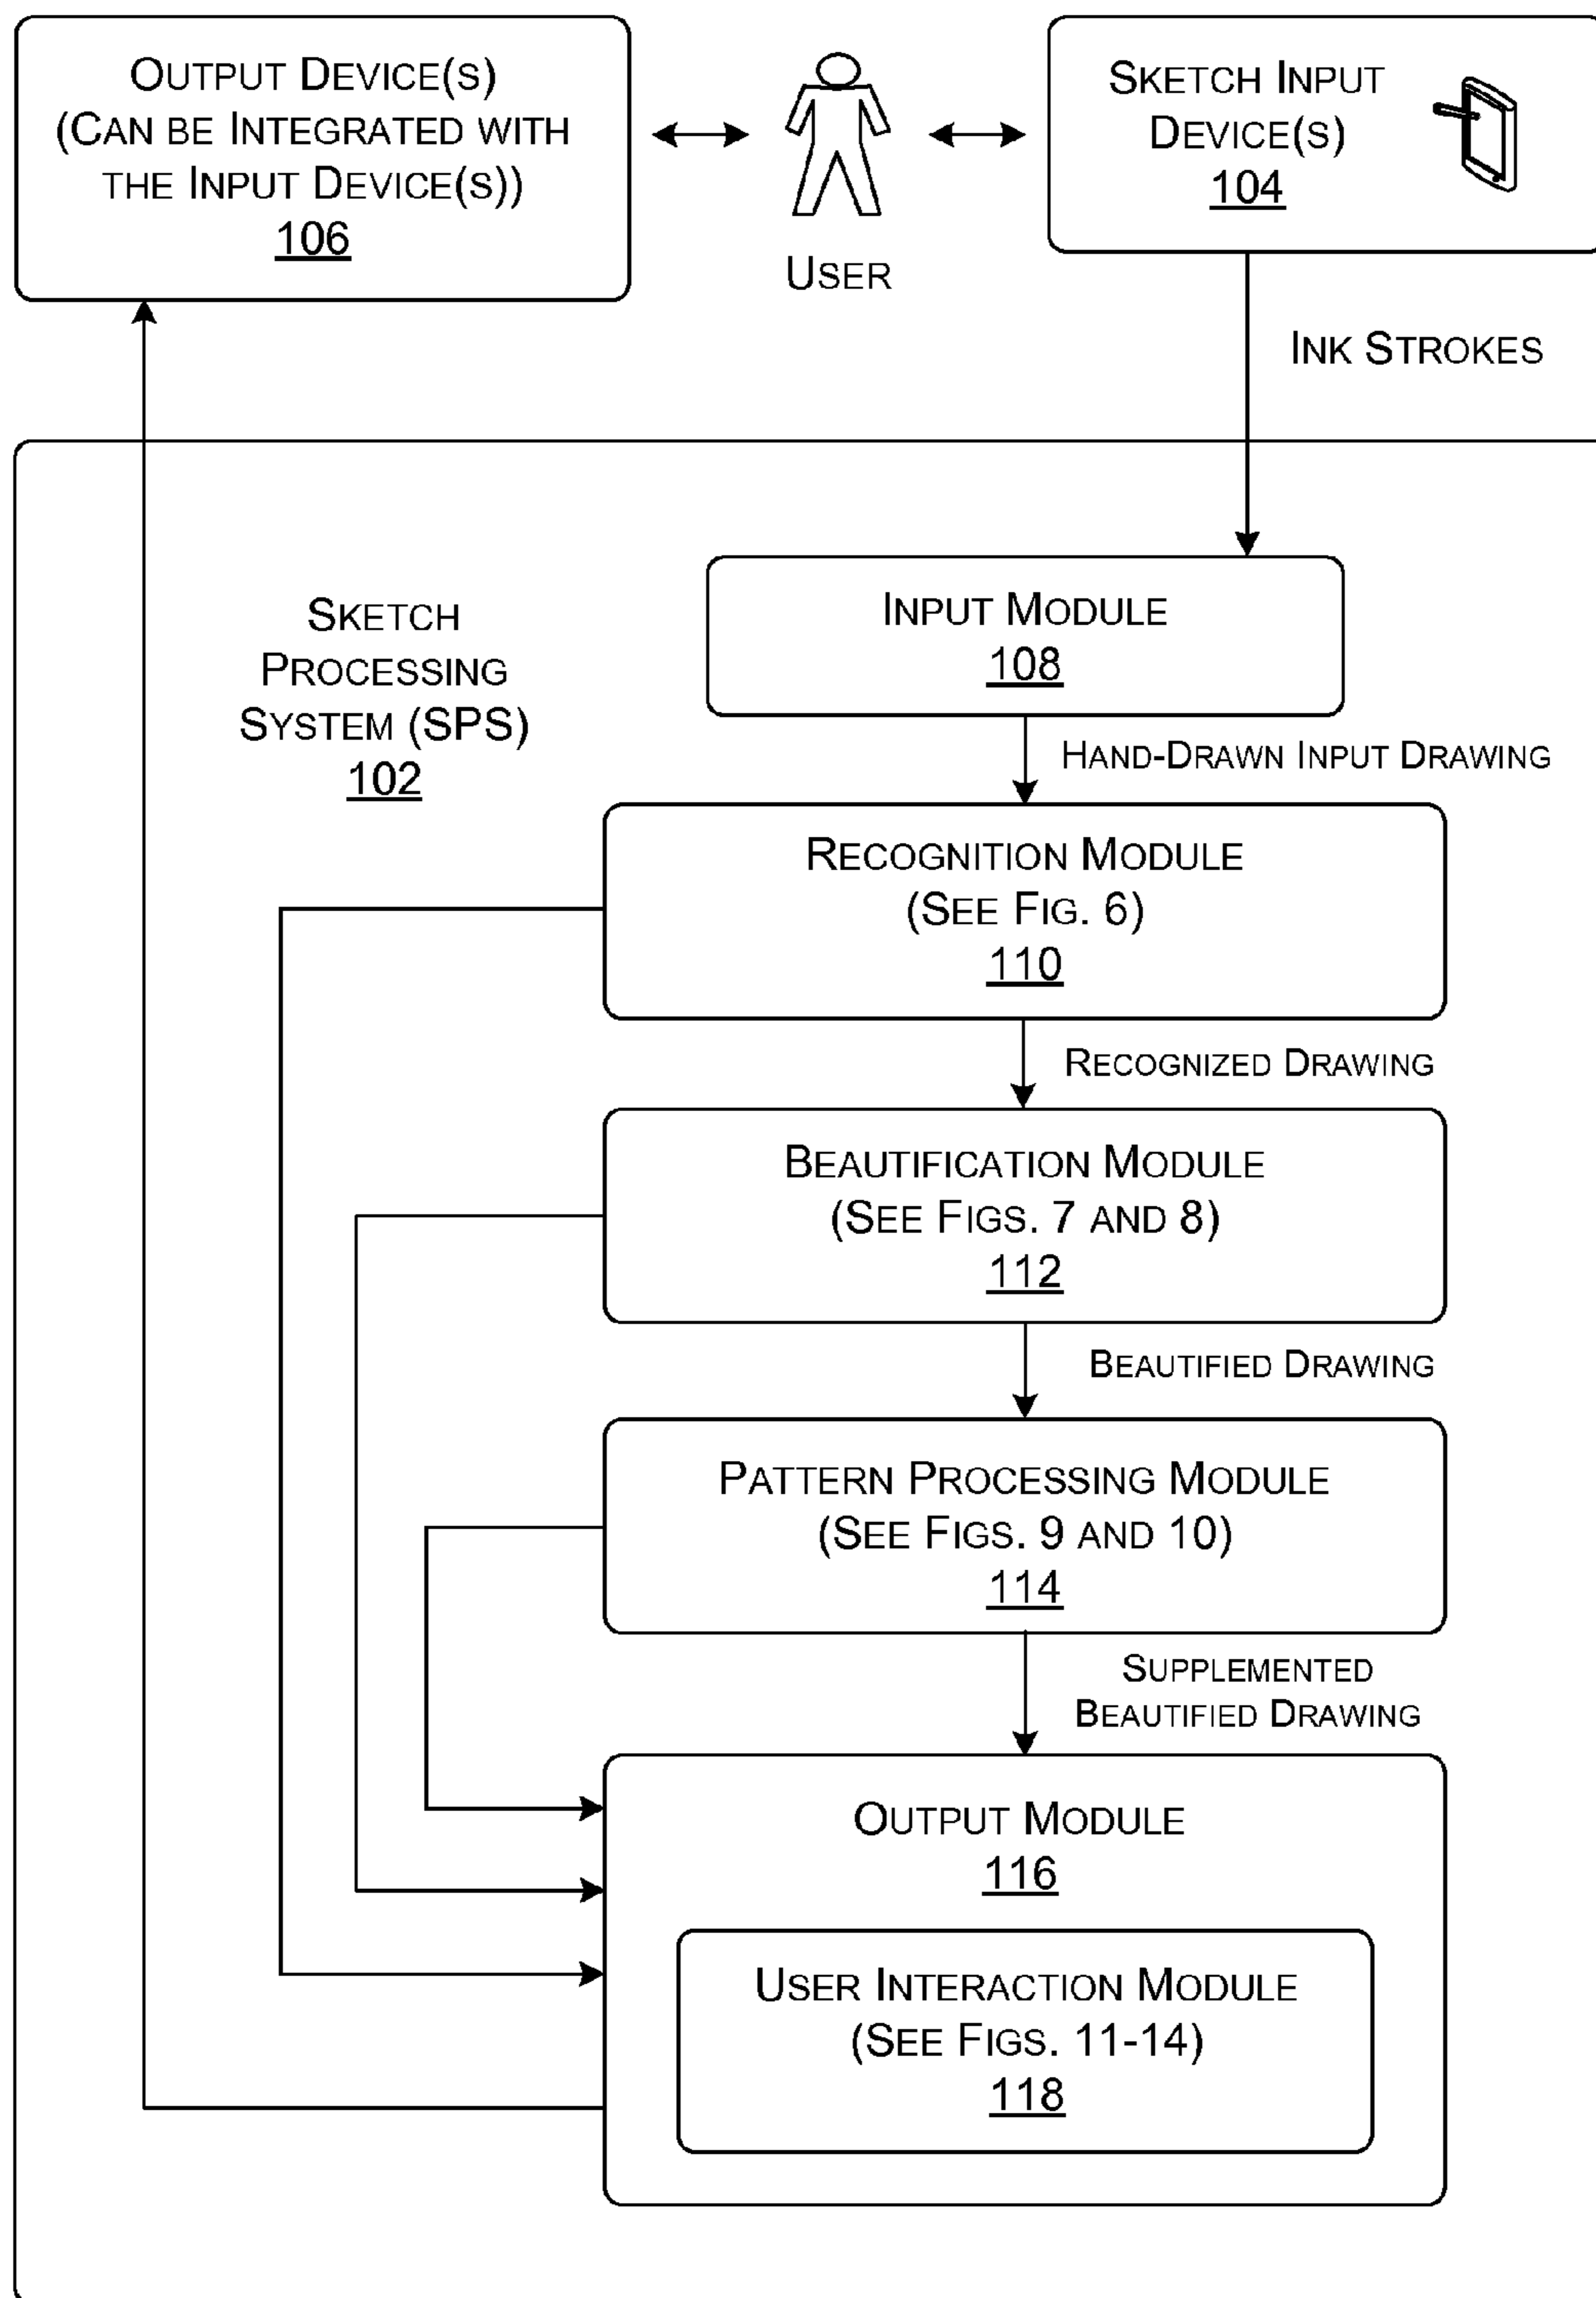 OUTPUT DEVICE(S)
(CAN BE INTEGRATED WITH
THE INPUT DEVICE(S))
106
USER
SKETCH INPUT
DEVICE(S)
104
INK STROKES
SKETCH
PROCESSING
SYSTEM (SPS)
102
INPUT MODULE
108
HAND-DRAWN INPUT DRAWING
RECOGNITION MODULE
(SEE FIG. 6)
110
RECOGNIZED DRAWING
BEAUTIFICATION MODULE
(SEE FIGS. 7 AND 8)
112
BEAUTIFIED DRAWING
PATTERN PROCESSING MODULE
(SEE FIGS. 9 AND 10)
114
SUPPLEMENTED
BEAUTIFIED DRAWING
OUTPUT MODULE
116
USER INTERACTION MODULE
(SEE FIGS. 11-14)
118